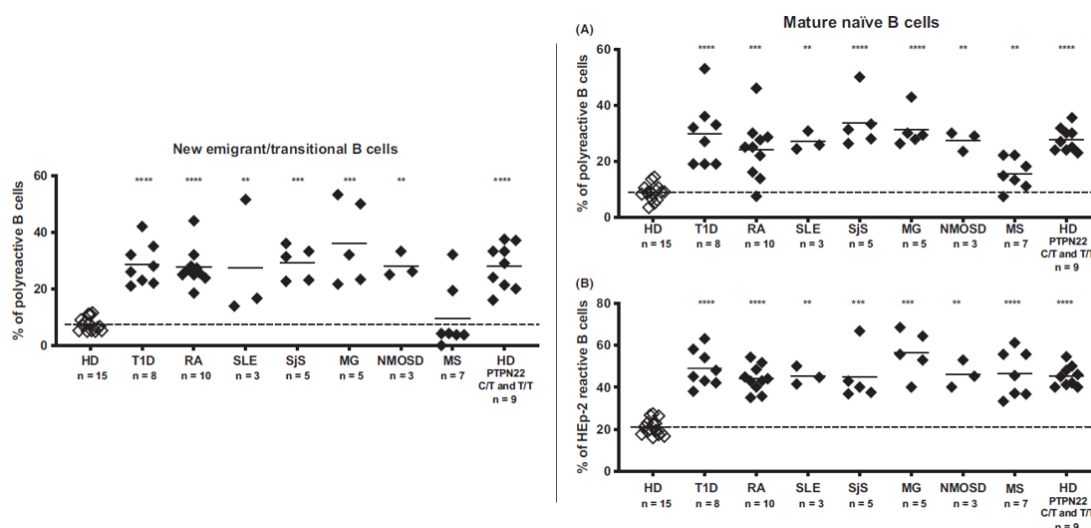 New emigrant/transitional B cells
% of polyreactive B cells
60
40
20
0
**** **** ** *** *** ** ****
HD T1D RA SLE SjS MG NMOSD MS HD
PTPN22
C/T and T/T
n = 15 n = 8 n = 10 n = 3 n = 5 n = 5 n = 3 n = 7 n = 9
Mature naïve B cells
(A)
% of polyreactive B cells
60
40
20
0
**** *** ** **** **** ** ** ****
HD T1D RA SLE SjS MG NMOSD MS HD
PTPN22
C/T and T/T
n = 15 n = 8 n = 10 n = 3 n = 5 n = 5 n = 3 n = 7 n = 9
(B)
% of HEp-2 reactive B cells
80
60
40
20
0
**** **** ** *** *** ** **** ****
HD T1D RA SLE SjS MG NMOSD MS HD
PTPN22
C/T and T/T
n = 15 n = 8 n = 10 n = 3 n = 5 n = 5 n = 3 n = 7 n = 9